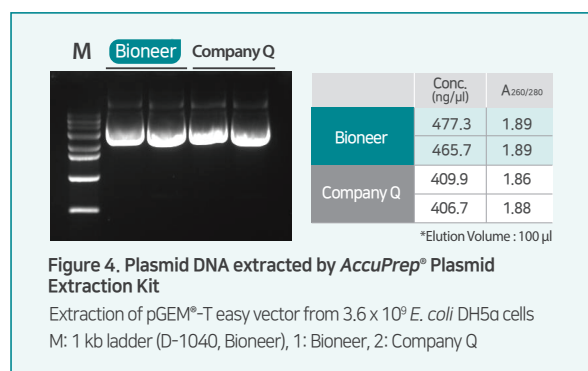 M Bioneer Company Q
Conc. (ng/μl) A260/280
Bioneer 477.3 1.89
465.7 1.89
Company Q 409.9 1.86
406.7 1.88
*Elution Volume : 100 μl
Figure 4. Plasmid DNA extracted by AccuPrep® Plasmid
Extraction Kit
Extraction of pGEM®-T easy vector from 3.6 x 10⁹ E. coli DH5α cells
M: 1 kb ladder (D-1040, Bioneer), 1: Bioneer, 2: Company Q